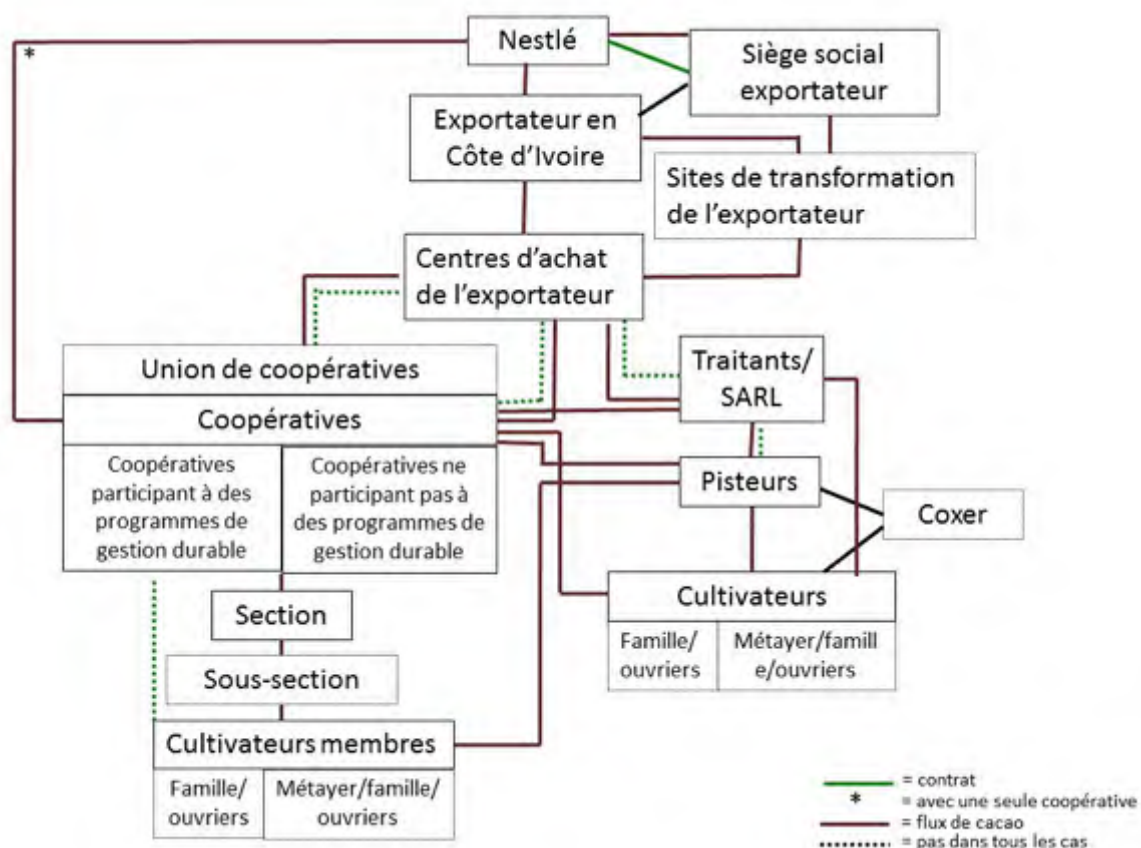 Nestlé
*
Siège social
exportateur
Exportateur en
Côte d'Ivoire
Sites de transformation
de l'exportateur
Centres d'achat
de l'exportateur
Union de coopératives
Traitants/
SARL
Coopératives
Coopératives
participant à des
programmes de
gestion durable
Coopératives ne
participant pas à
des programmes de
gestion durable
Pisteurs
Coxer
Cultivateurs
Famille/
ouvriers
Métayer/famill
e/ouvriers
Section
Sous-section
Cultivateurs membres
Famille/
ouvriers
Métayer/famille/
ouvriers
= contrat
* = avec une seule coopérative
= flux de cacao
= pas dans tous les cas